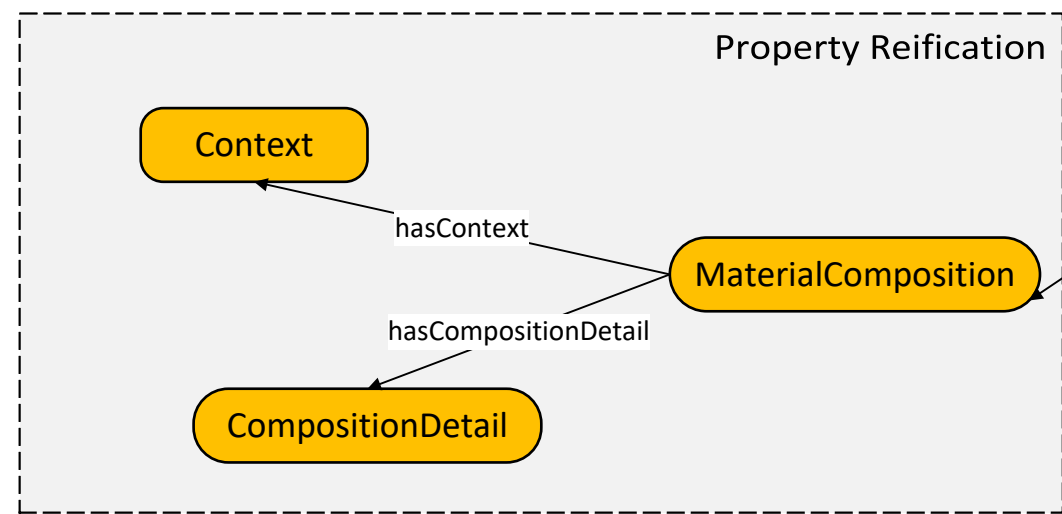 Property Reification
Context
hasContext
MaterialComposition
hasCompositionDetail
CompositionDetail